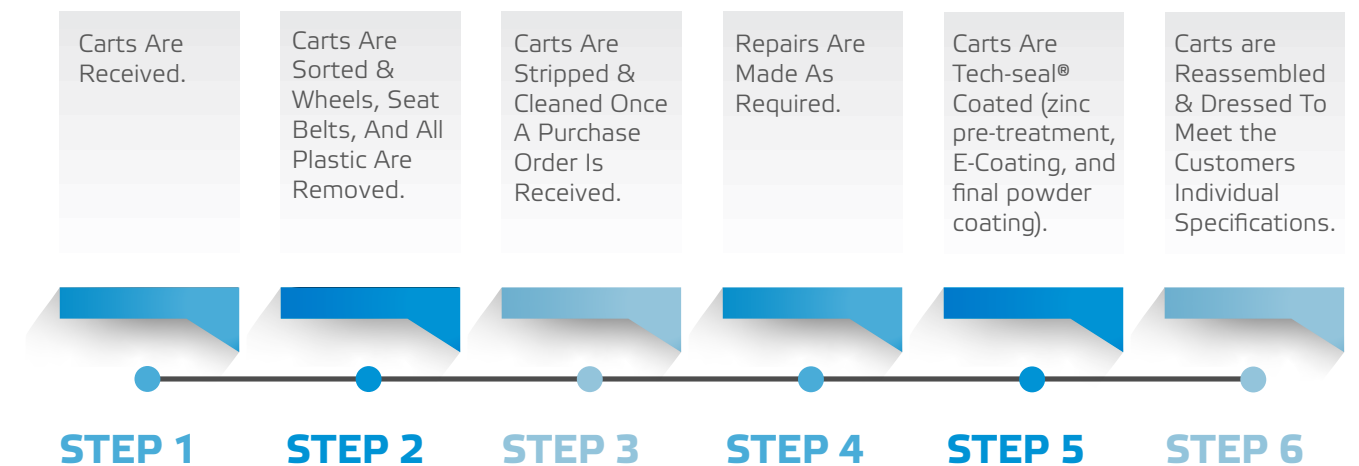 Carts Are
Received.
Carts Are
Sorted &
Wheels, Seat
Belts, And All
Plastic Are
Removed.
Carts Are
Stripped &
Cleaned Once
A Purchase
Order Is
Received.
Repairs Are
Made As
Required.
Carts Are
Tech-seal®
Coated (zinc
pre-treatment,
E-Coating, and
final powder
coating).
Carts are
Reassembled
& Dressed To
Meet the
Customers
Individual
Specifications.
STEP 1
STEP 2
STEP 3
STEP 4
STEP 5
STEP 6